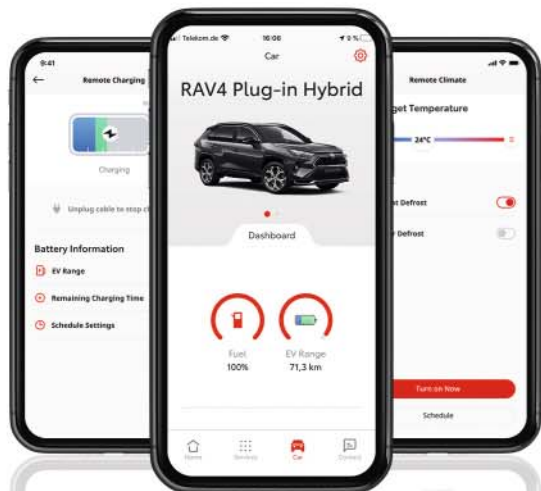 9:41
Remote Charging
Charging
Unplug cable to stop
Battery Information
EV Range
Remaining Charging Time
Schedule Settings
Telekom.de
16:06
Car
RAV4 Plug-in Hybrid
Dashboard
Fuel
100%
EV Range
71,3 km
Home
Services
Car
Contact
Remote Climate
get Temperature
24°C
Defrost
Defrost
Turn on Now
Schedule